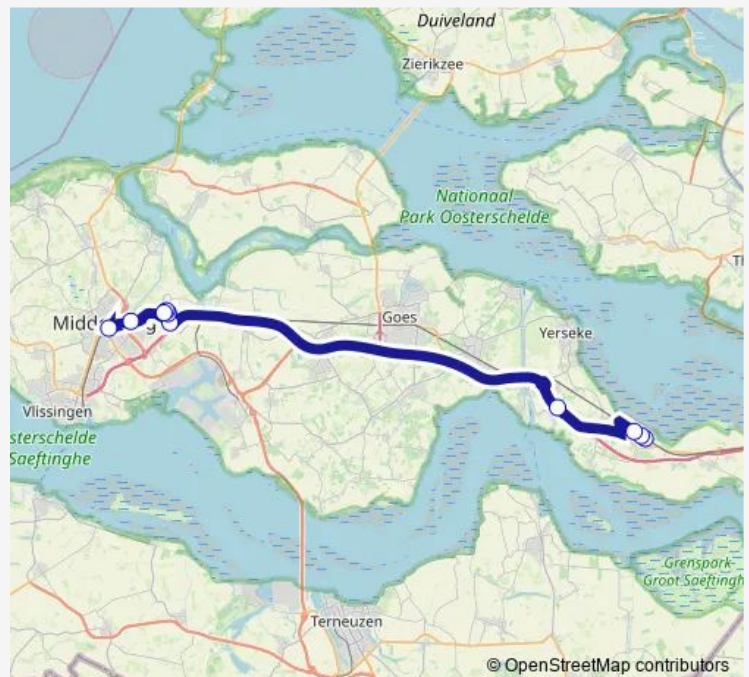 Duiveland
Zierikzee
Nationaal
Park Oosterschelde
Goes
Yerseke
Vlissingen
osterschelde
Saeftinghe
Grenspark
Groot Saeftingh
Terneuzen
© OpenStreetMap contributors